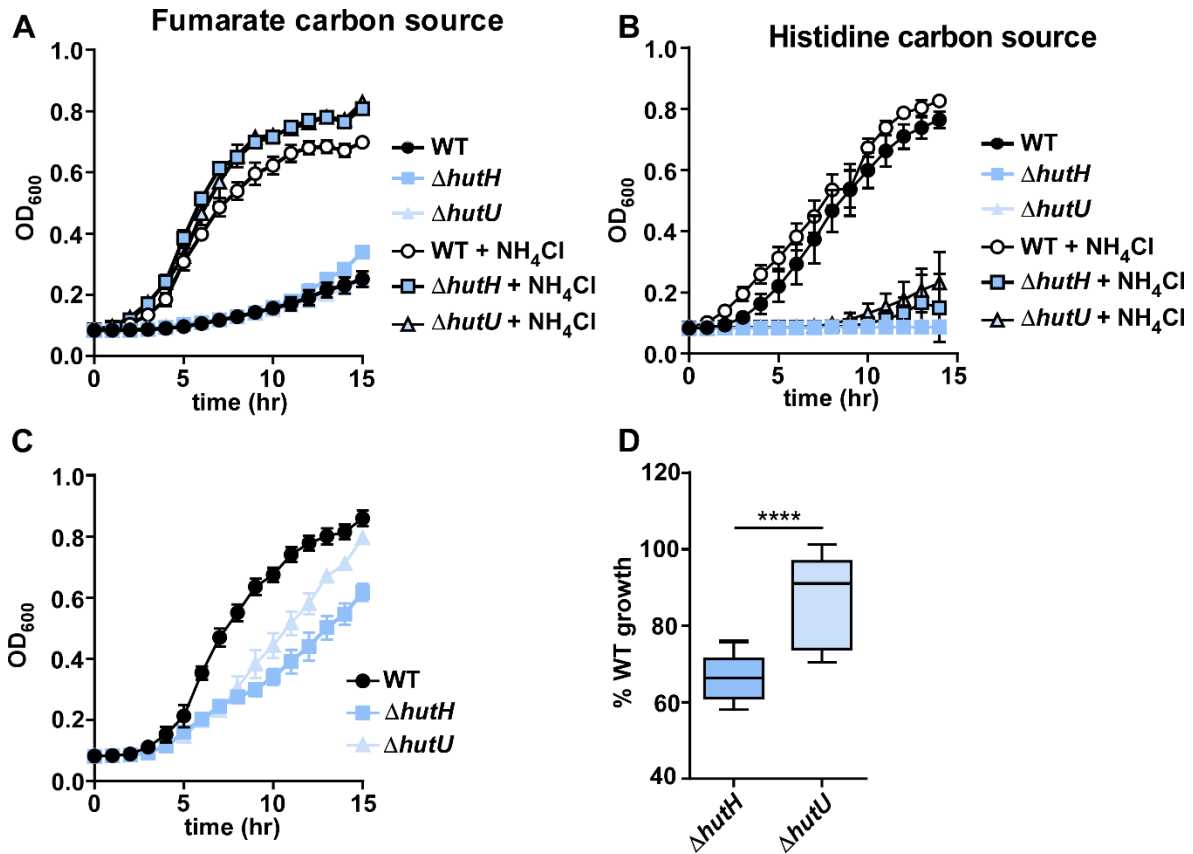 A
Fumarate carbon source
OD600
1.0
0.8
0.6
0.4
0.2
0.0
0
5
10
15
time (hr)
WT
ΔhutH
ΔhutU
WT + NH4Cl
ΔhutH + NH4Cl
ΔhutU + NH4Cl
B
Histidine carbon source
OD600
1.0
0.8
0.6
0.4
0.2
0.0
0
5
10
15
time (hr)
WT
ΔhutH
ΔhutU
WT + NH4Cl
ΔhutH + NH4Cl
ΔhutU + NH4Cl
C
OD600
1.0
0.8
0.6
0.4
0.2
0.0
0
5
10
15
time (hr)
WT
ΔhutH
ΔhutU
D
% WT growth
120
100
80
60
40
****
ΔhutH
ΔhutU